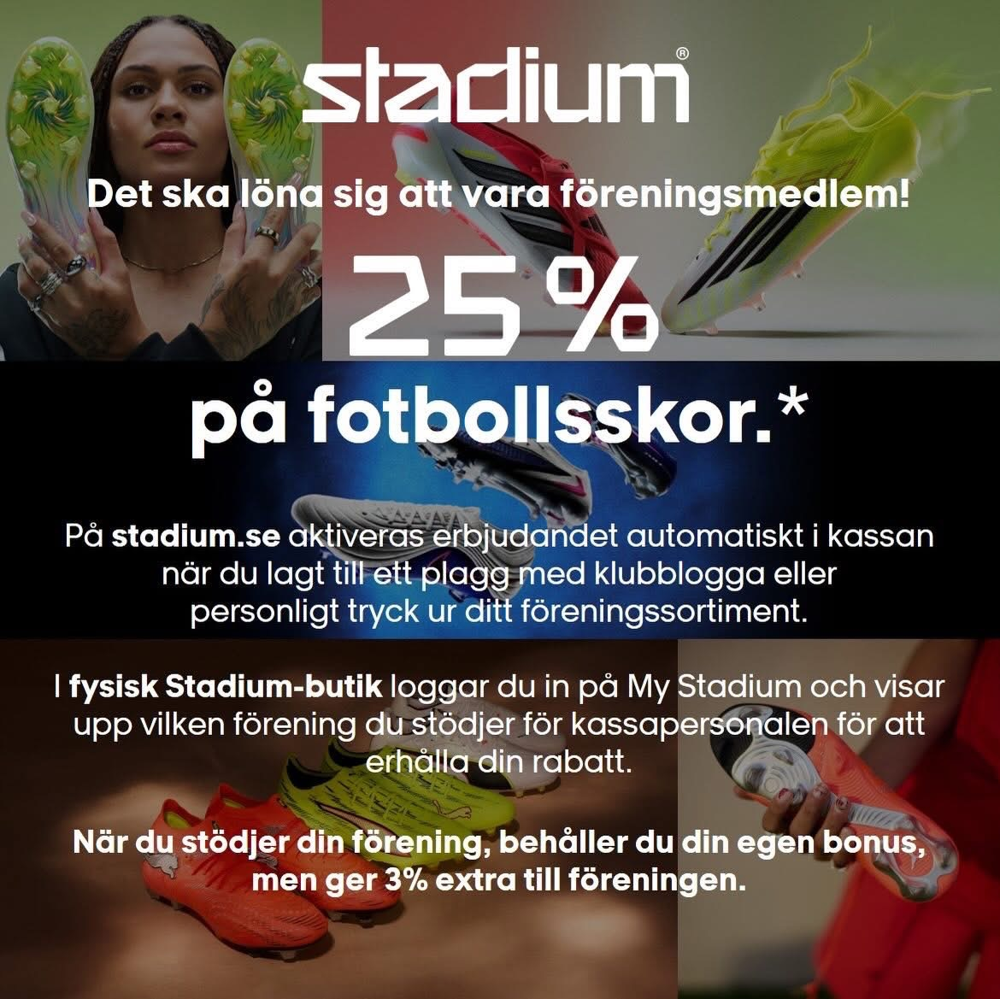 stadium®
Det ska löna sig att vara föreningsmedlem!
25%
på fotbollsskor.*
På stadium.se aktiveras erbjudandet automatiskt i kassan
när du lagt till ett plagg med klubblogga eller
personligt tryck ur ditt föreningssortiment.
I fysisk Stadium-butik loggar du in på My Stadium och visar
upp vilken förening du stödjer för kassapersonalen för att
erhålla din rabatt.
När du stödjer din förening, behåller du din egen bonus,
men ger 3% extra till föreningen.